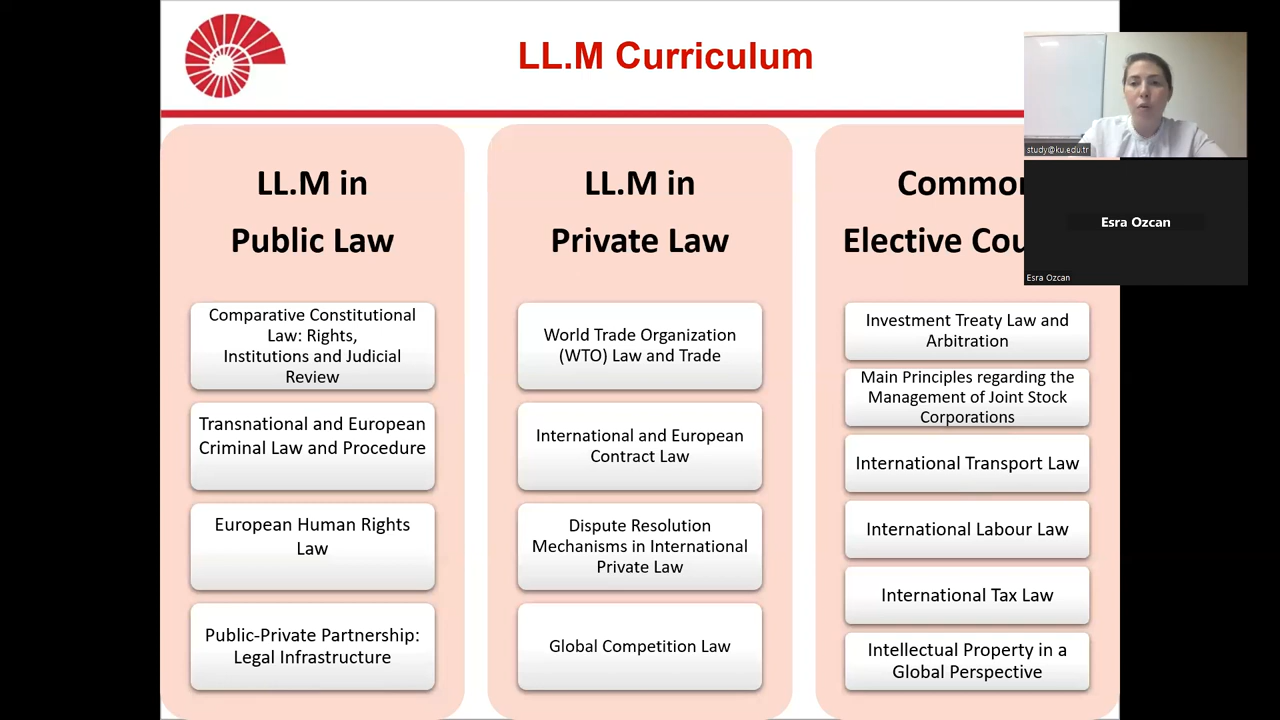 LL.M Curriculum
study@ku.edu.tr
Esra Ozcan
Esra Ozcan
LL.M in
Public Law
Comparative Constitutional
Law: Rights,
Institutions and Judicial
Review
Transnational and European
Criminal Law and Procedure
European Human Rights
Law
Public-Private Partnership:
Legal Infrastructure
LL.M in
Private Law
World Trade Organization
(WTO) Law and Trade
International and European
Contract Law
Dispute Resolution
Mechanisms in International
Private Law
Global Competition Law
Common
Elective
Investment Treaty Law and
Arbitration
Main Principles regarding the
Management of Joint Stock
Corporations
International Transport Law
International Labour Law
International Tax Law
Intellectual Property in a
Global Perspective